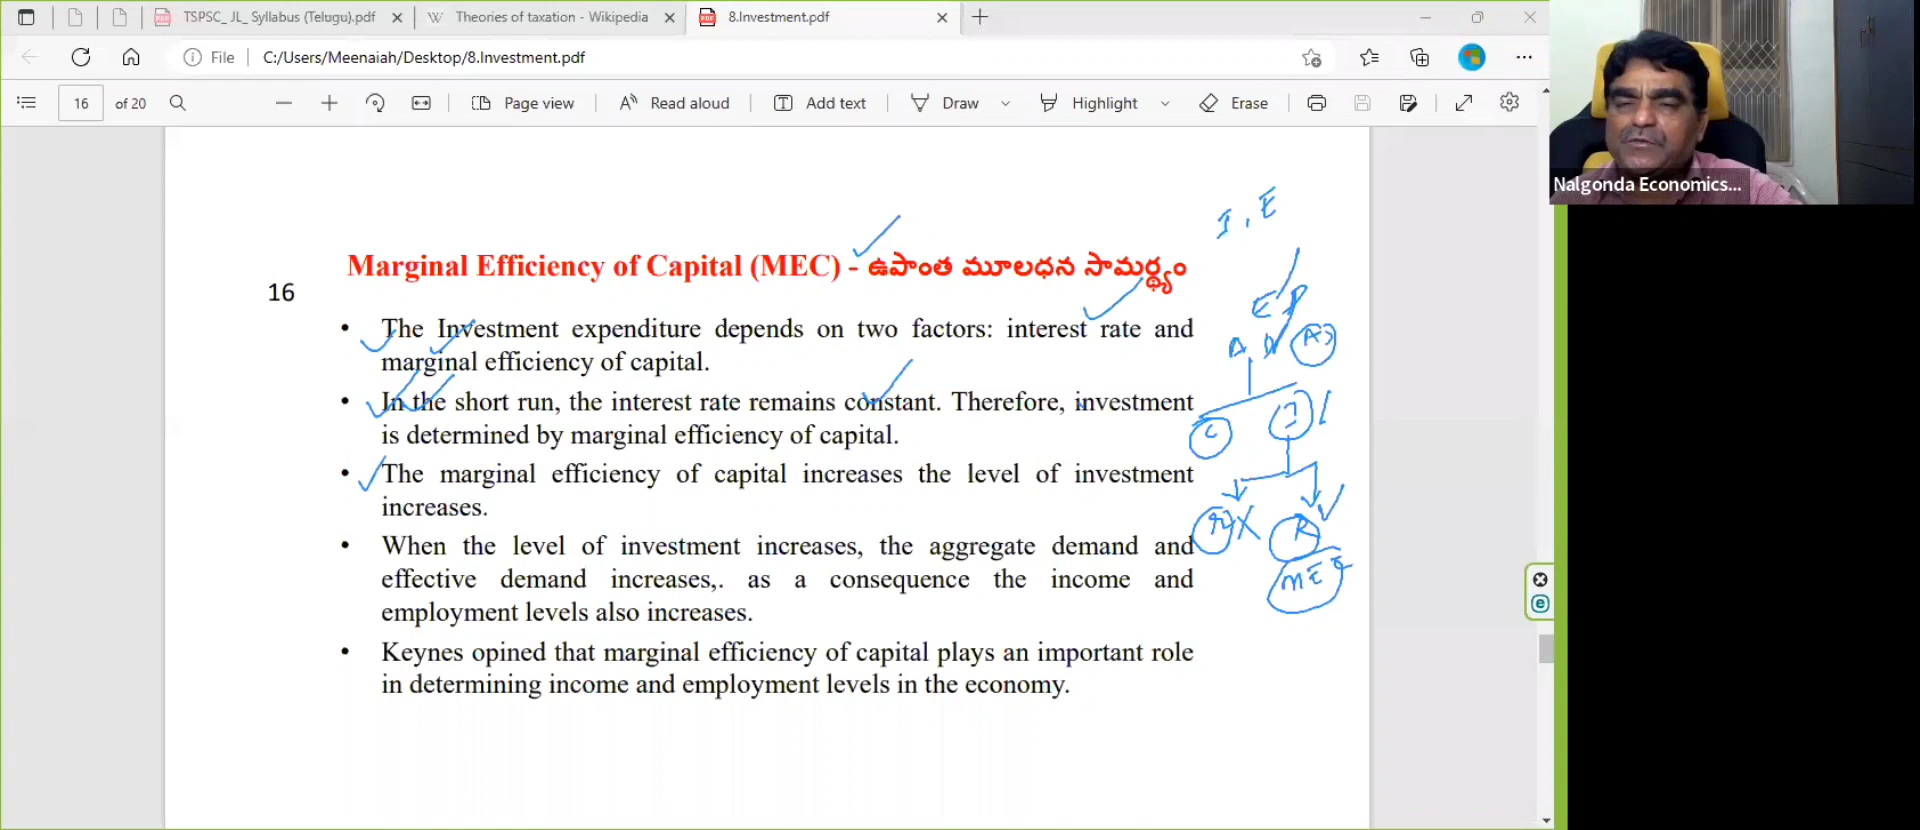 TSPSC_ JL_ Syllabus (Telugu).pdf
Theories of taxation - Wikipedia
8.Investment.pdf
File
C:/Users/Meenaiah/Desktop/8.Investment.pdf
16 of 20
Page view
Read aloud
Add text
Draw
Highlight
Erase
Nalgonda Economics...
I, E
Marginal Efficiency of Capital (MEC) - ఉపాంత మూలధన సామర్థ్యం
16
• The Investment expenditure depends on two factors: interest rate and
marginal efficiency of capital.
• In the short run, the interest rate remains constant. Therefore, investment
is determined by marginal efficiency of capital.
• The marginal efficiency of capital increases the level of investment
increases.
• When the level of investment increases, the aggregate demand and
effective demand increases,. as a consequence the income and
employment levels also increases.
• Keynes opined that marginal efficiency of capital plays an important role
in determining income and employment levels in the economy.
E D
A D
AS
C
I
R
MEC